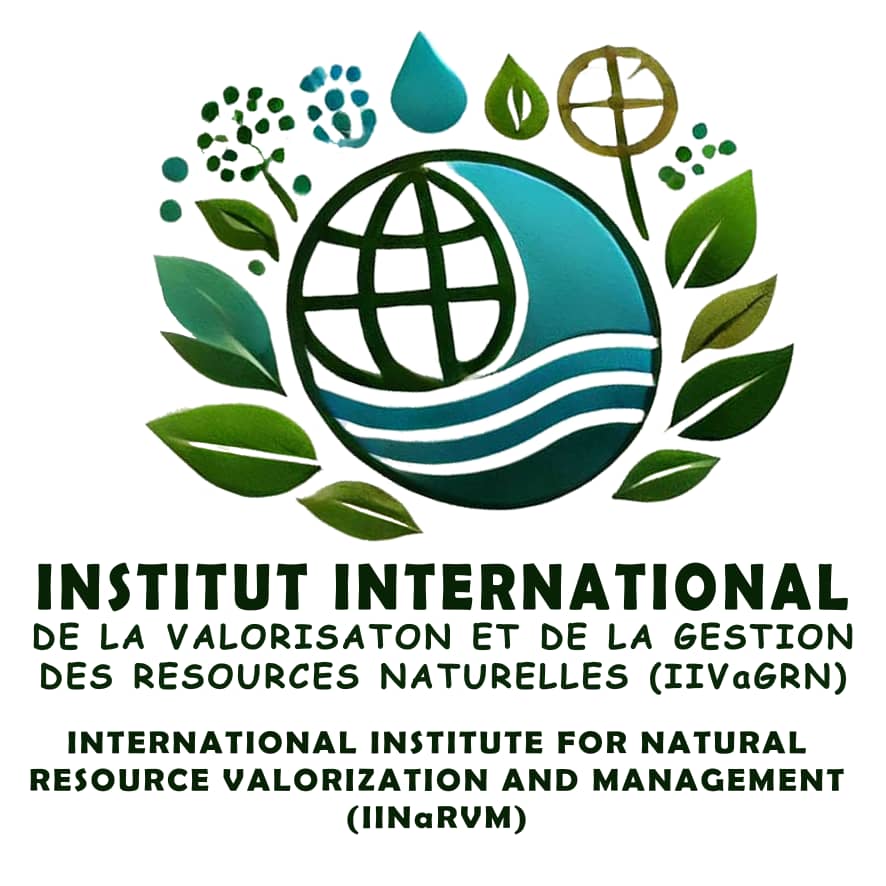 INSTITUT INTERNATIONAL
DE LA VALORISATON ET DE LA GESTION
DES RESOURCES NATURELLES (IIVaGRN)
INTERNATIONAL INSTITUTE FOR NATURAL
RESOURCE VALORIZATION AND MANAGEMENT
(IINaRVM)